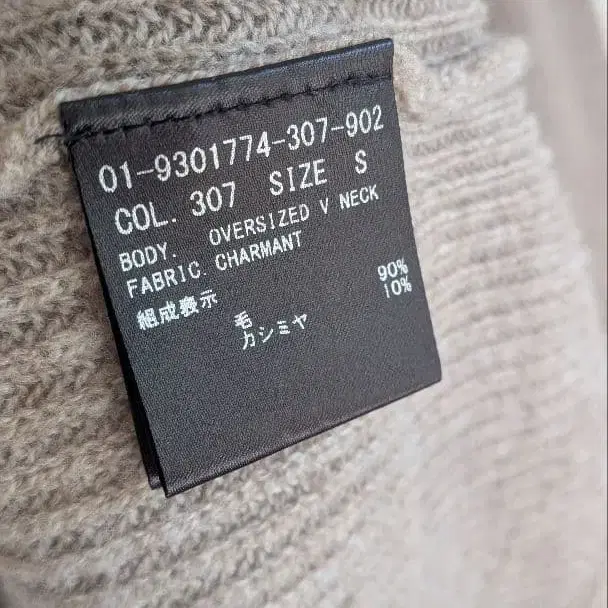 01-9301774-307-902
COL. 307 SIZE S
BODY. OVERSIZED V NECK
FABRIC. CHARMANT
組成表示
毛 90%
カシミヤ 10%